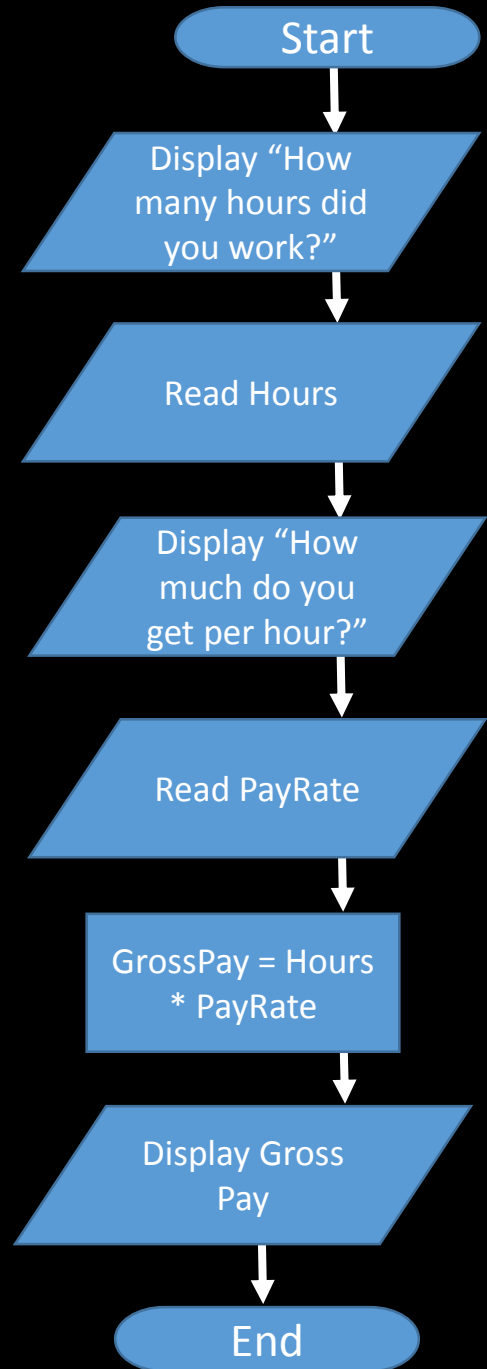 Start
Display “How
many hours did
you work?”
Read Hours
Display “How
much do you
get per hour?”
Read PayRate
GrossPay = Hours
* PayRate
Display Gross
Pay
End